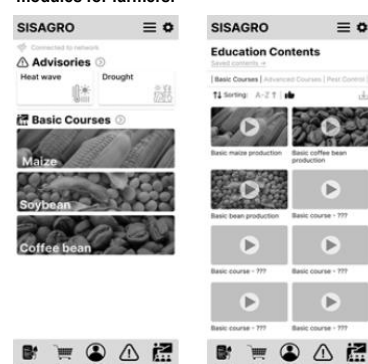 modules for farmers.
SISAGRO
Connected to network
Advisories
Heat wave
Drought
Basic Courses
Maize
Soybean
Coffee bean
SISAGRO
Education Contents
Saved contents →
| Basic Courses | Advanced Courses | Pest Control |
Sorting: A-Z ↑ |
Basic maize production
Basic coffee bean
production
Basic bean production
Basic course - ???
Basic course - ???
Basic course - ???
Basic course - ???
Basic course - ???